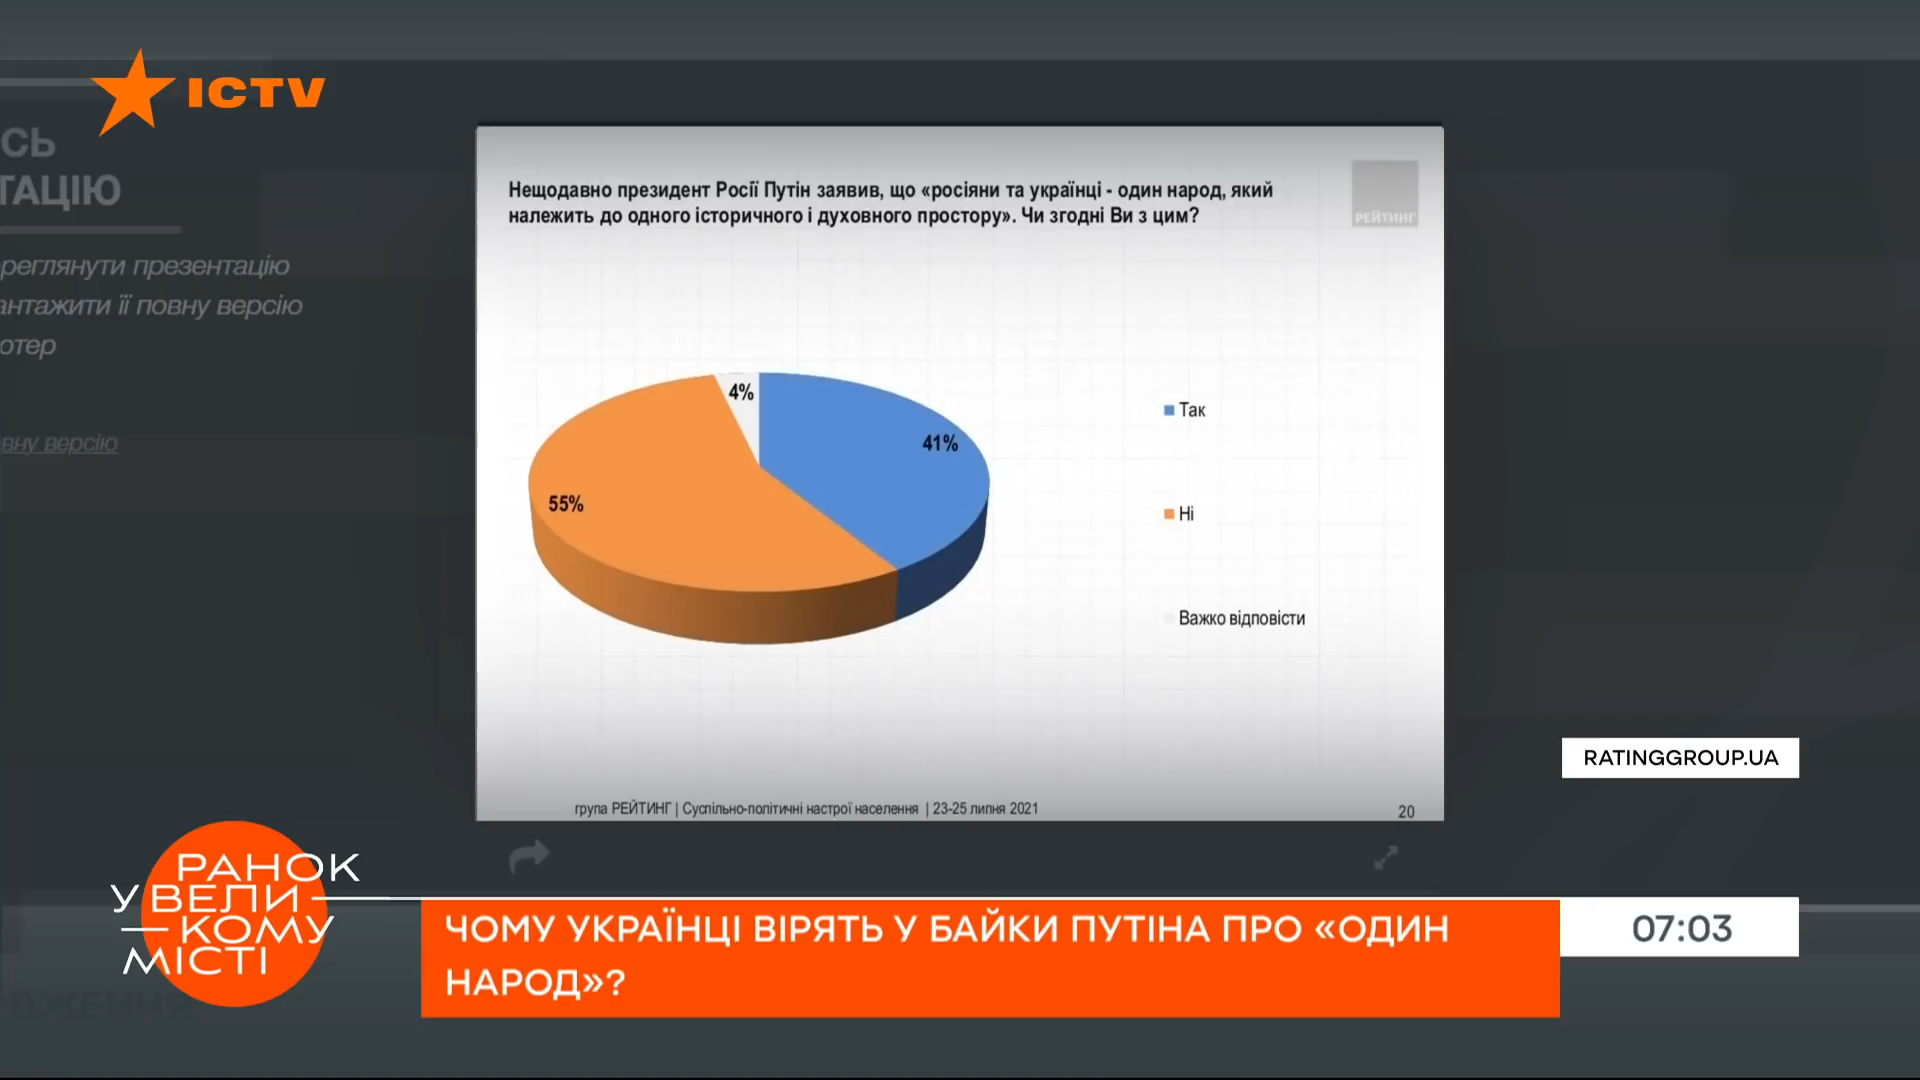 ICTV
СЬ
ТАЦІЮ
реглянути презентацію
антажити її повну версію
ютер
вну версію
Нещодавно президент Росії Путін заявив, що «росіяни та українці - один народ, який
належить до одного історичного і духовного простору». Чи згодні Ви з цим?
РЕЙТИНГ
4%
41%
55%
Так
Ні
Важко відповісти
група РЕЙТИНГ | Суспільно-політичні настрої населення | 23-25 липня 2021
20
RATINGGROUP.UA
РАНОК
У ВЕЛИ
КОМУ
МІСТІ
ЧОМУ УКРАЇНЦІ ВІРЯТЬ У БАЙКИ ПУТІНА ПРО «ОДИН
НАРОД»?
07:03